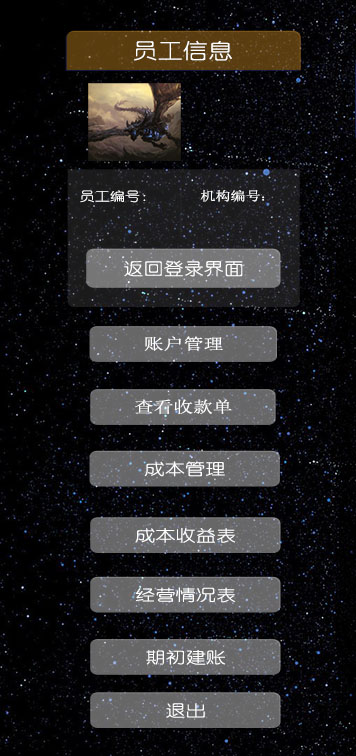 员工信息
员工编号: 机构编号:
返回登录界面
账户管理
查看收款单
成本管理
成本收益表
经营情况表
期初建账
退出